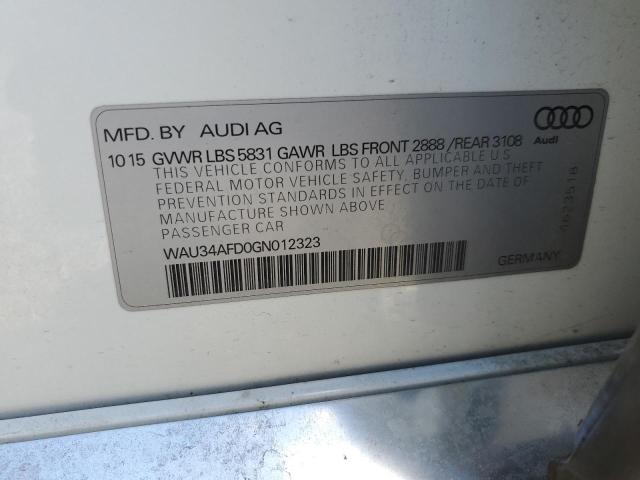 MFD. BY AUDI AG
Audi
10 15 GVWR LBS 5831 GAWR LBS FRONT 2888 /REAR 3108
THIS VEHICLE CONFORMS TO ALL APPLICABLE U.S
FEDERAL MOTOR VEHICLE SAFETY, BUMPER AND THEFT
PREVENTION STANDARDS IN EFFECT ON THE DATE OF
MANUFACTURE SHOWN ABOVE
PASSENGER CAR
WAU34AFD0GN012323
GERMANY